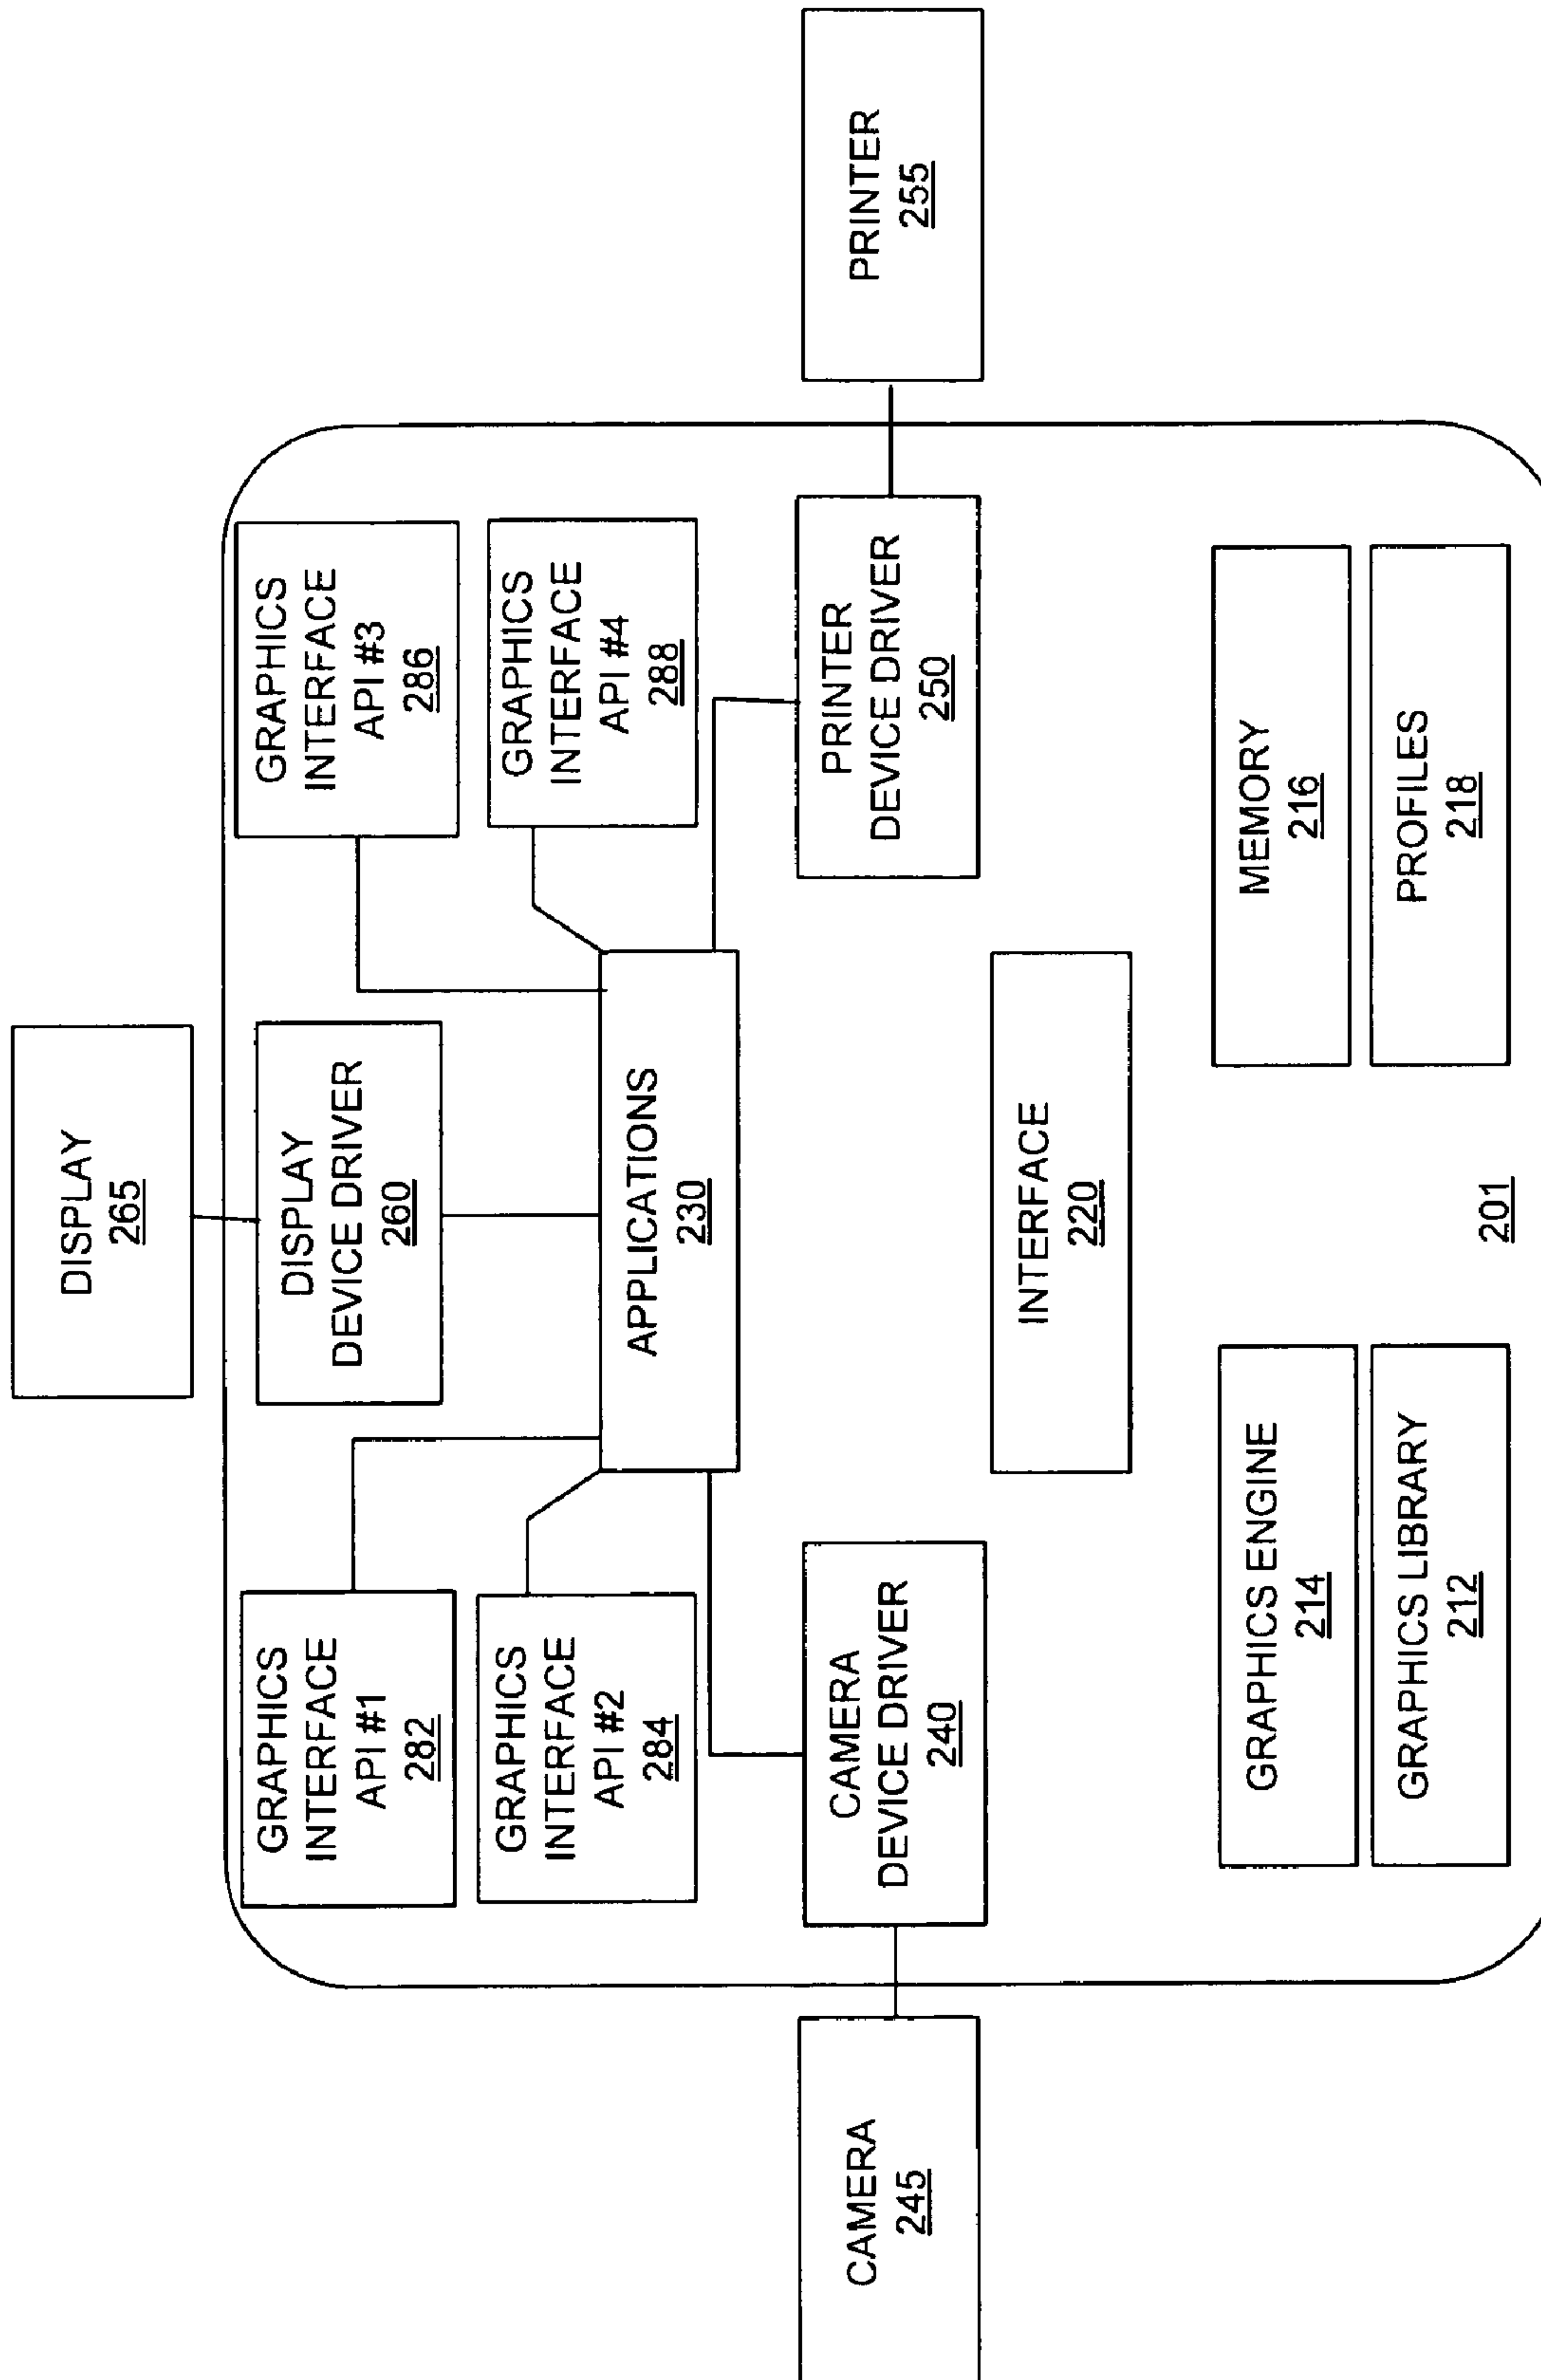 DISPLAY
265
GRAPHICS
INTERFACE
API #1
282
DISPLAY
DEVICE DRIVER
260
GRAPHICS
INTERFACE
API #3
286
GRAPHICS
INTERFACE
API #2
284
GRAPHICS
INTERFACE
API #4
288
APPLICATIONS
230
CAMERA
245
CAMERA
DEVICE DRIVER
240
PRINTER
DEVICE DRIVER
250
PRINTER
255
INTERFACE
220
GRAPHICS ENGINE
214
MEMORY
216
GRAPHICS LIBRARY
212
PROFILES
218
201